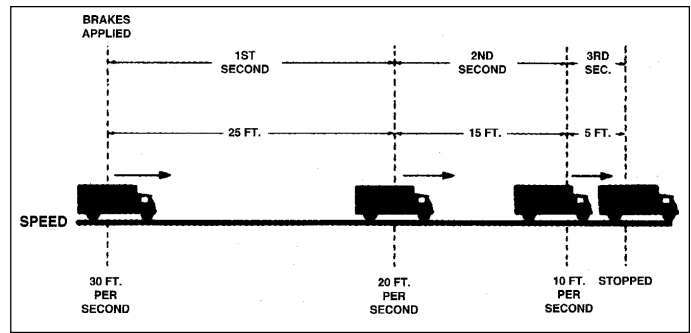 BRAKES
APPLIED
1ST
SECOND
2ND
SECOND
3RD
SEC.
25 FT.
15 FT.
5 FT.
SPEED
30 FT.
PER
SECOND
20 FT.
PER
SECOND
10 FT.
PER
SECOND
STOPPED